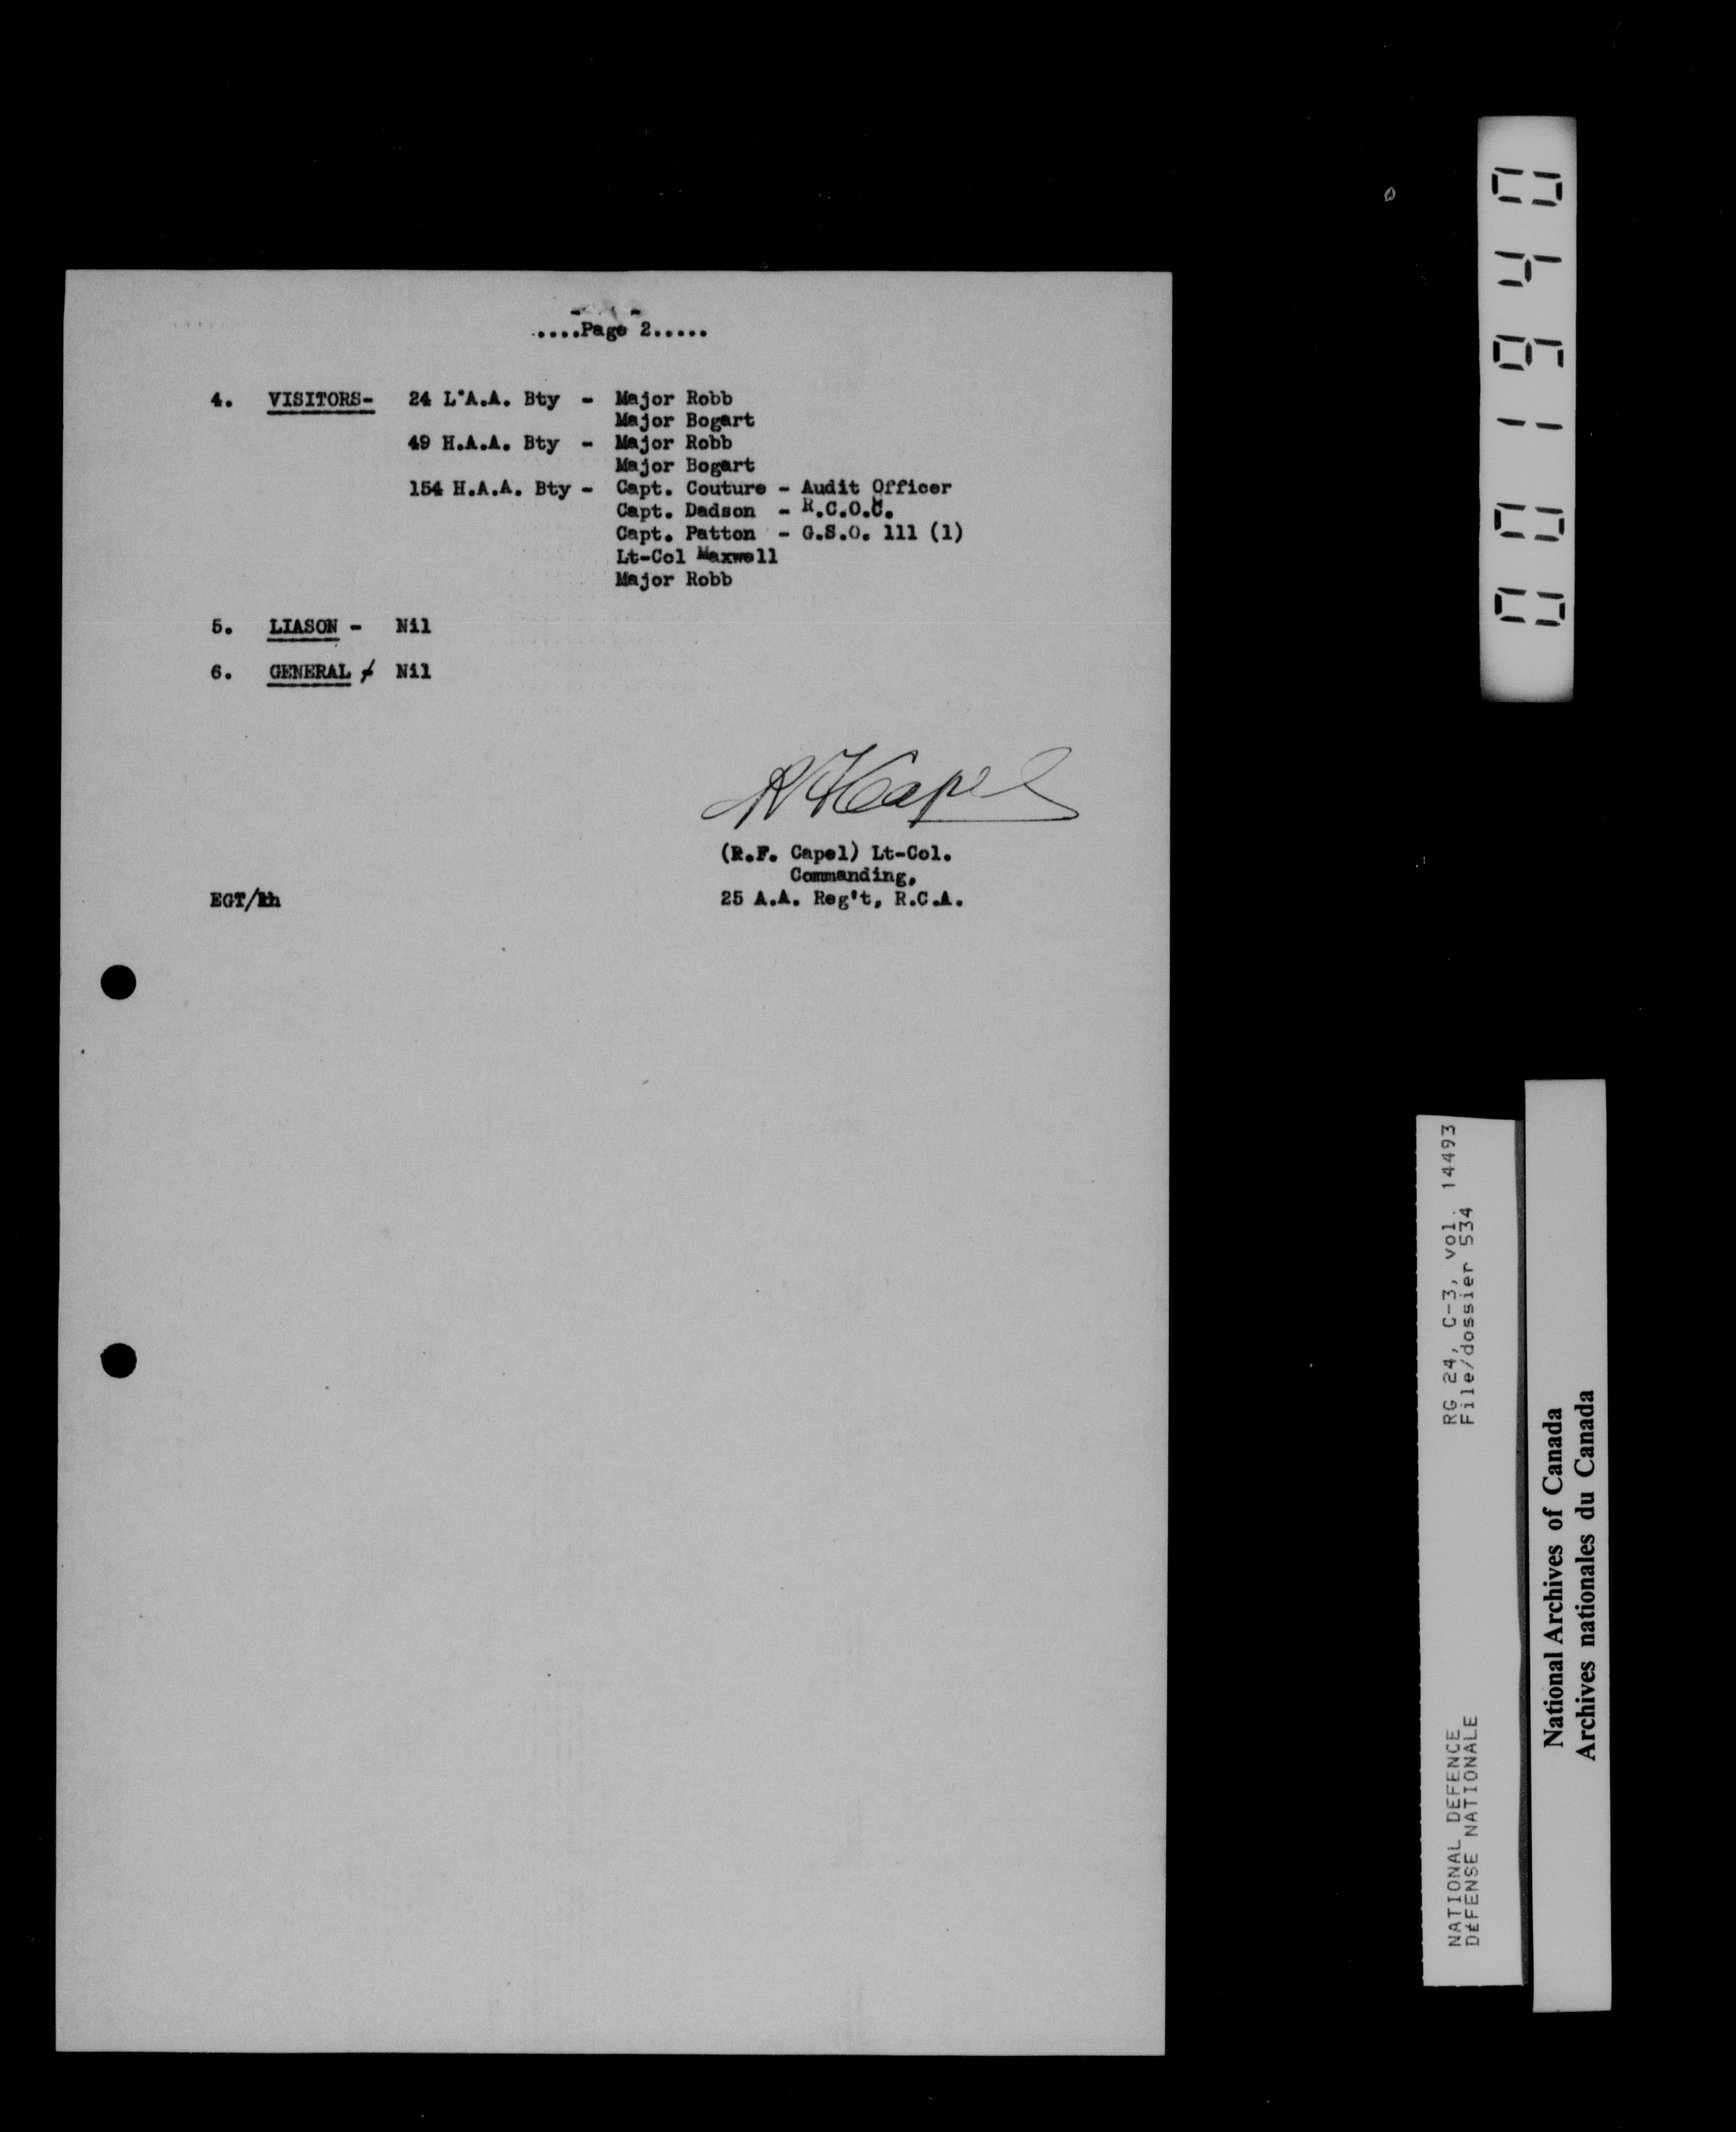 ....Page 2.....
4. VISITORS- 24 L'A.A. Bty - Major Robb
Major Bogart
49 H.A.A. Bty - Major Robb
Major Bogart
154 H.A.A. Bty - Capt. Couture - Audit Officer
Capt. Dadson - R.C.O.C.
Capt. Patton - G.S.O. 111 (1)
Lt-Col Maxwell
Major Robb
5. LIASON - Nil
6. GENERAL - Nil
R F Capel
(R.F. Capel) Lt-Col.
Commanding,
EGT/hh 25 A.A. Reg't, R.C.A.
001940
NATIONAL DEFENCE RG 24, C-3, vol. 14493
DÉFENSE NATIONALE File/dossier 534
National Archives of Canada
Archives nationales du Canada